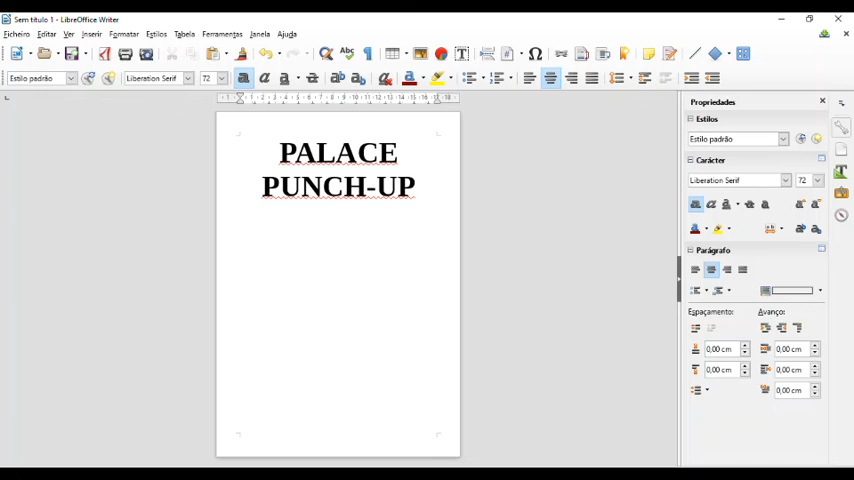 Sem título 1 - LibreOffice Writer
Ficheiro Editar Ver Inserir Formatar Estilos Tabela Ferramentas Janela Ajuda
Estilo padrão Liberation Serif 72
PALACE
PUNCH-UP
Propriedades
Estilos
Estilo padrão
Carácter
Liberation Serif 72
Parágrafo
Espaçamento: Avanço:
0,00 cm 0,00 cm
0,00 cm 0,00 cm
0,00 cm